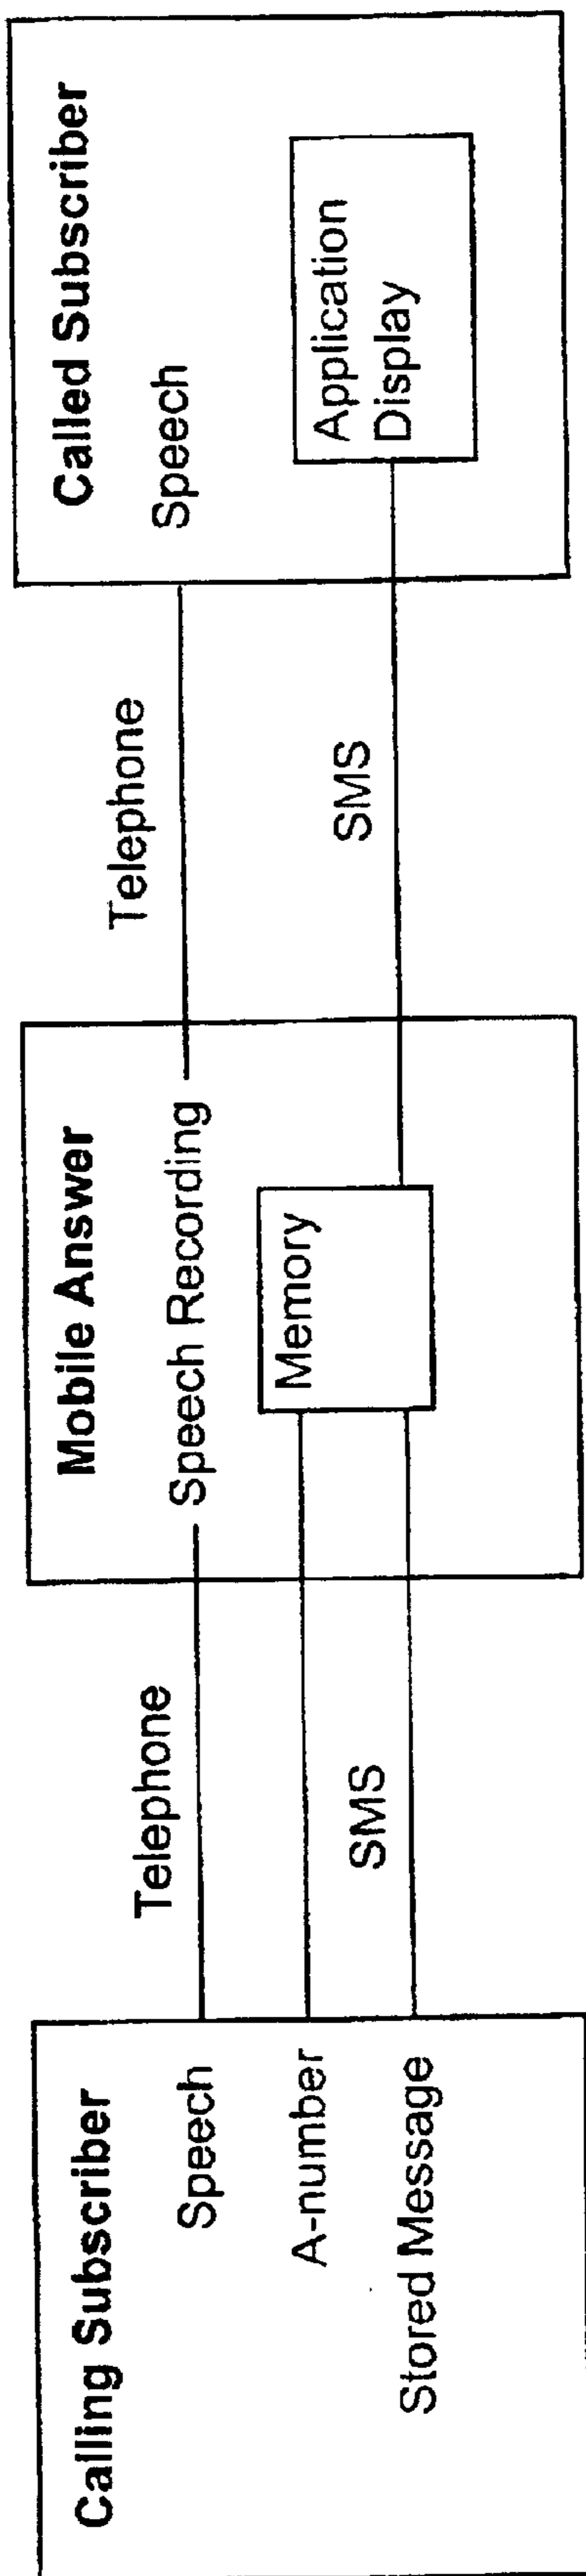 Calling Subscriber
Speech
A-number
Stored Message
Telephone
SMS
Mobile Answer
Speech Recording
Memory
Telephone
SMS
Called Subscriber
Speech
Application
Display